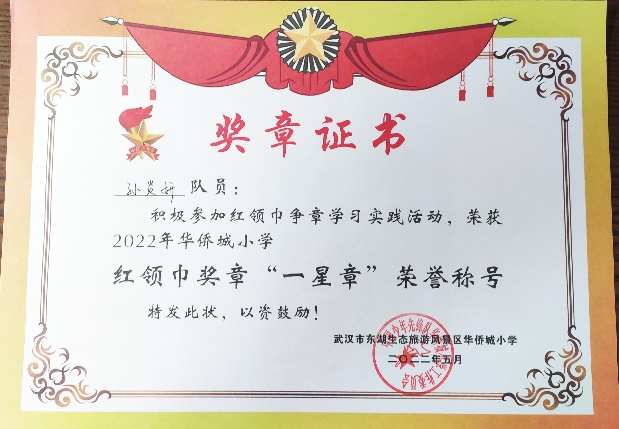 奖章证书
孙炎妍 队员：
积极参加红领巾争章学习实践活动，荣获
2022年华侨城小学
红领巾奖章“一星章”荣誉称号
特发此状，以资鼓励！
武汉市东湖生态旅游风景区华侨城小学
二〇二二年五月